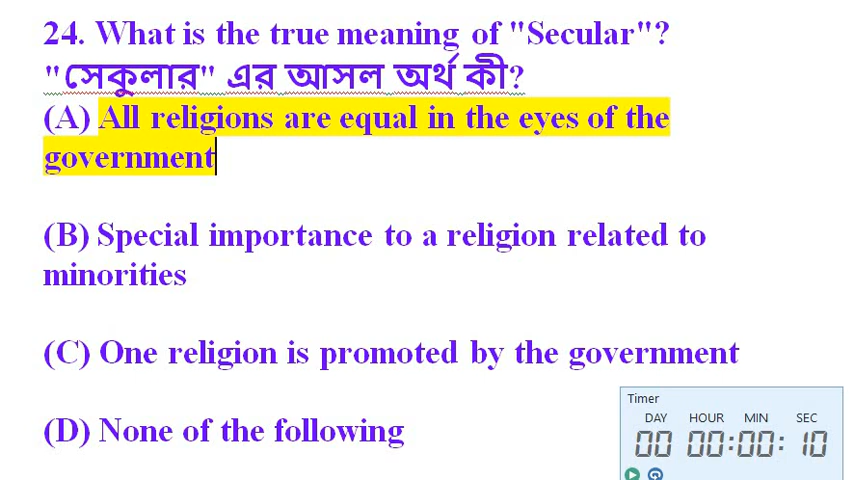 24. What is the true meaning of "Secular"?
"সেকুলার" এর আসল অর্থ কী?
(A) All religions are equal in the eyes of the
government
(B) Special importance to a religion related to
minorities
(C) One religion is promoted by the government
(D) None of the following
Timer
DAY HOUR MIN SEC
00 00:00:10